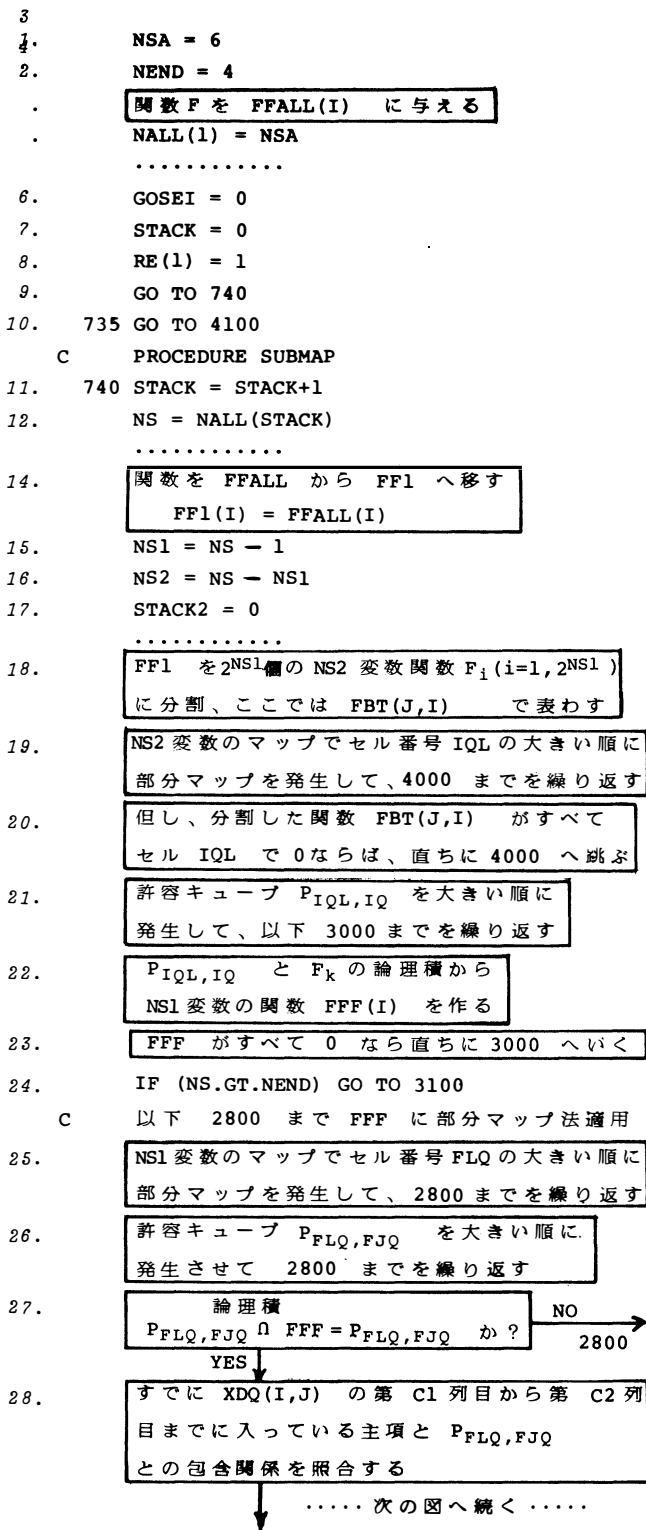 3
1.
4
NSA = 6
2. NEND = 4
. 関数F を FFALL(I) に与える
. NALL(1) = NSA
............
6. GOSEI = 0
7. STACK = 0
8. RE(1) = 1
9. GO TO 740
10. 735 GO TO 4100
C PROCEDURE SUBMAP
11. 740 STACK = STACK+1
12. NS = NALL(STACK)
............
14. 関数を FFALL から FF1 へ移す
FF1(I) = FFALL(I)
15. NS1 = NS − 1
16. NS2 = NS − NS1
17. STACK2 = 0
............
18. FF1 を2^NS1個の NS2 変数関数 F_i(i=1,2^NS1)
に分割、ここでは FBT(J,I) で表わす
19. NS2 変数のマップでセル番号 IQL の大きい順に
部分マップを発生して、4000 までを繰り返す
20. 但し、分割した関数 FBT(J,I) がすべて
セル IQL で 0ならば、直ちに 4000 へ跳ぶ
21. 許容キューブ P_IQL,IQ を大きい順に
発生して、以下 3000 までを繰り返す
22. P_IQL,IQ と F_k の論理積から
NS1 変数の関数 FFF(I) を作る
23. FFF がすべて 0 なら直ちに 3000 へいく
24. IF (NS.GT.NEND) GO TO 3100
C 以下 2800 まで FFF に部分マップ法適用
25. NS1 変数のマップでセル番号 FLQ の大きい順に
部分マップを発生して、2800 までを繰り返す
26. 許容キューブ P_FLQ,FJQ を大きい順に
発生させて 2800 までを繰り返す
27. 論理積
P_FLQ,FJQ ∩ FFF = P_FLQ,FJQ か?
NO
2800
YES
28. すでに XDQ(I,J) の第 C1 列目から第 C2 列
目までに入っている主項と P_FLQ,FJQ
との包含関係を照合する
‥‥‥次の図へ続く‥‥‥